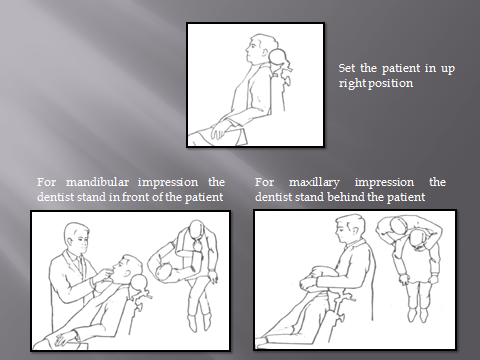 Set the patient in up
right position
For mandibular impression the
dentist stand in front of the patient
For maxillary impression the
dentist stand behind the patient